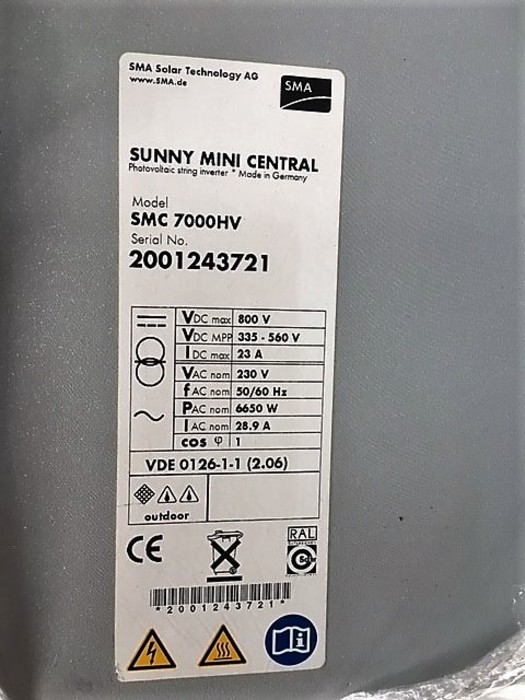 SMA Solar Technology AG
www.SMA.de
SMA
SUNNY MINI CENTRAL
Photovoltaic string inverter * Made in Germany
Model
SMC 7000HV
Serial No.
2001243721
VDC max 800 V
VDC MPP 335 - 560 V
IDC max 23 A
VAC nom 230 V
fAC nom 50/60 Hz
PAC nom 6650 W
IAC nom 28.9 A
cos φ 1
VDE 0126-1-1 (2.06)
outdoor
CE
RAL
*2001243721*
i